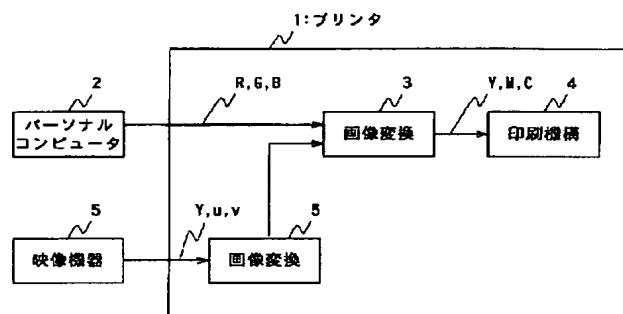 1:プリンタ
2
R,G,B
3
Y,M,C
4
パーソナル
コンピュータ
画像変換
印刷機構
5
Y,u,v
5
映像機器
画像変換